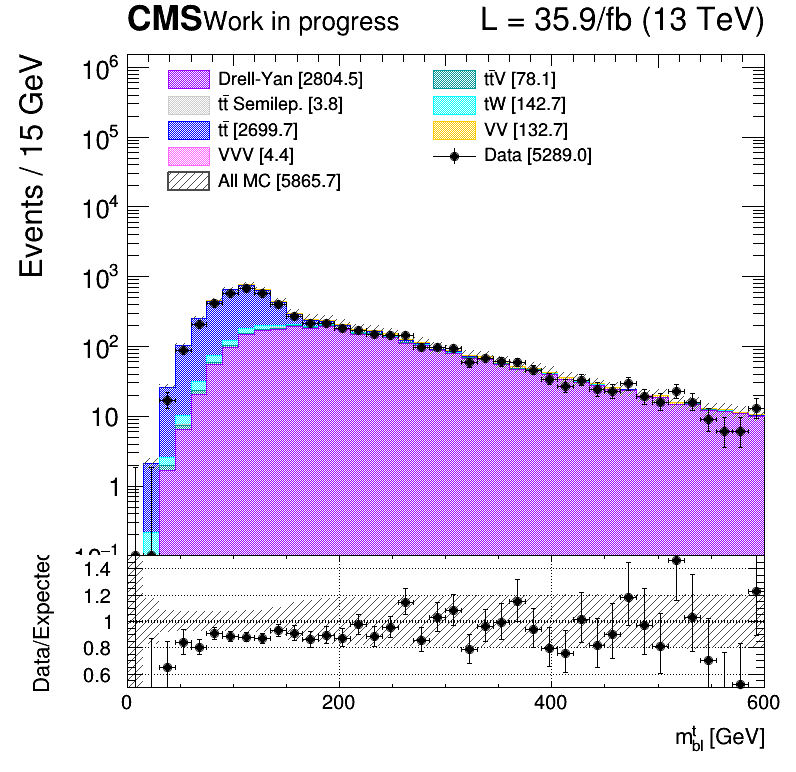 CMS Work in progress L = 35.9/fb (13 TeV)
Events / 15 GeV
Drell-Yan [2804.5]
tt̄ Semilep. [3.8]
tt̄ [2699.7]
VVV [4.4]
All MC [5865.7]
tt̄V [78.1]
tW [142.7]
VV [132.7]
Data [5289.0]
10⁶
10⁵
10⁴
10³
10²
10
1
10⁻¹
Data/Expected
1.4
1.2
1.0
0.8
0.6
0 200 400 600
mᵗ_bl [GeV]